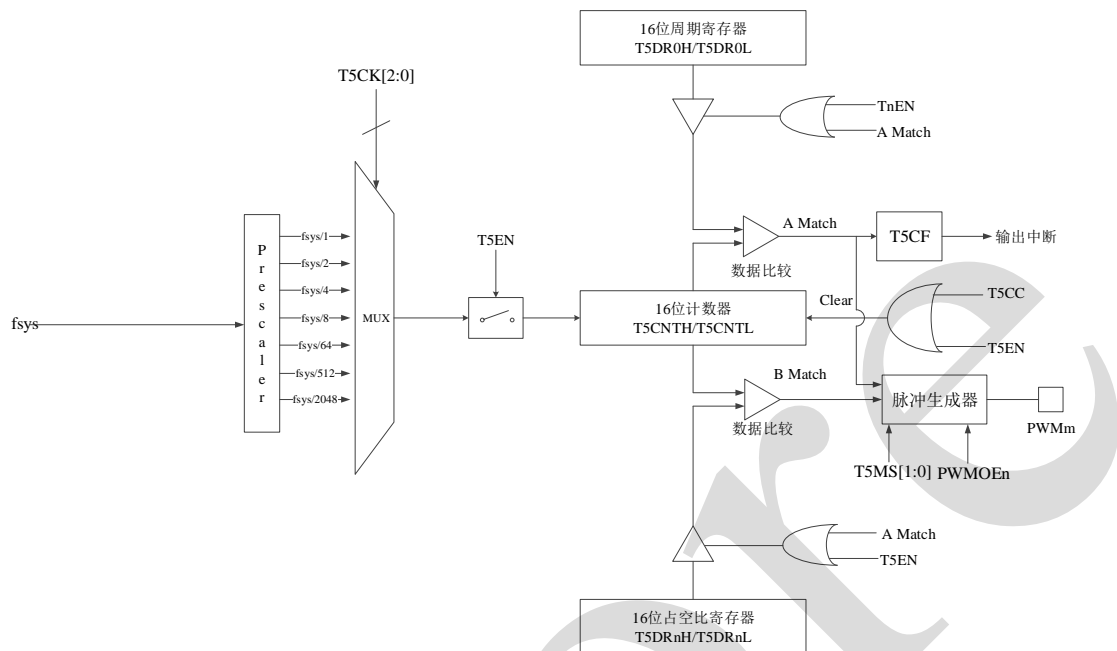 16位周期寄存器
T5DR0H/T5DR0L
T5CK[2:0]
TnEN
A Match
Prescaler
fsys/1
fsys/2
fsys/4
fsys/8
fsys/64
fsys/512
fsys/2048
fsys
MUX
T5EN
A Match
数据比较
T5CF
输出中断
16位计数器
T5CNTH/T5CNTL
Clear
T5CC
T5EN
B Match
数据比较
脉冲生成器
PWMm
T5MS[1:0]
PWMOEn
A Match
T5EN
16位占空比寄存器
T5DRnH/T5DRnL